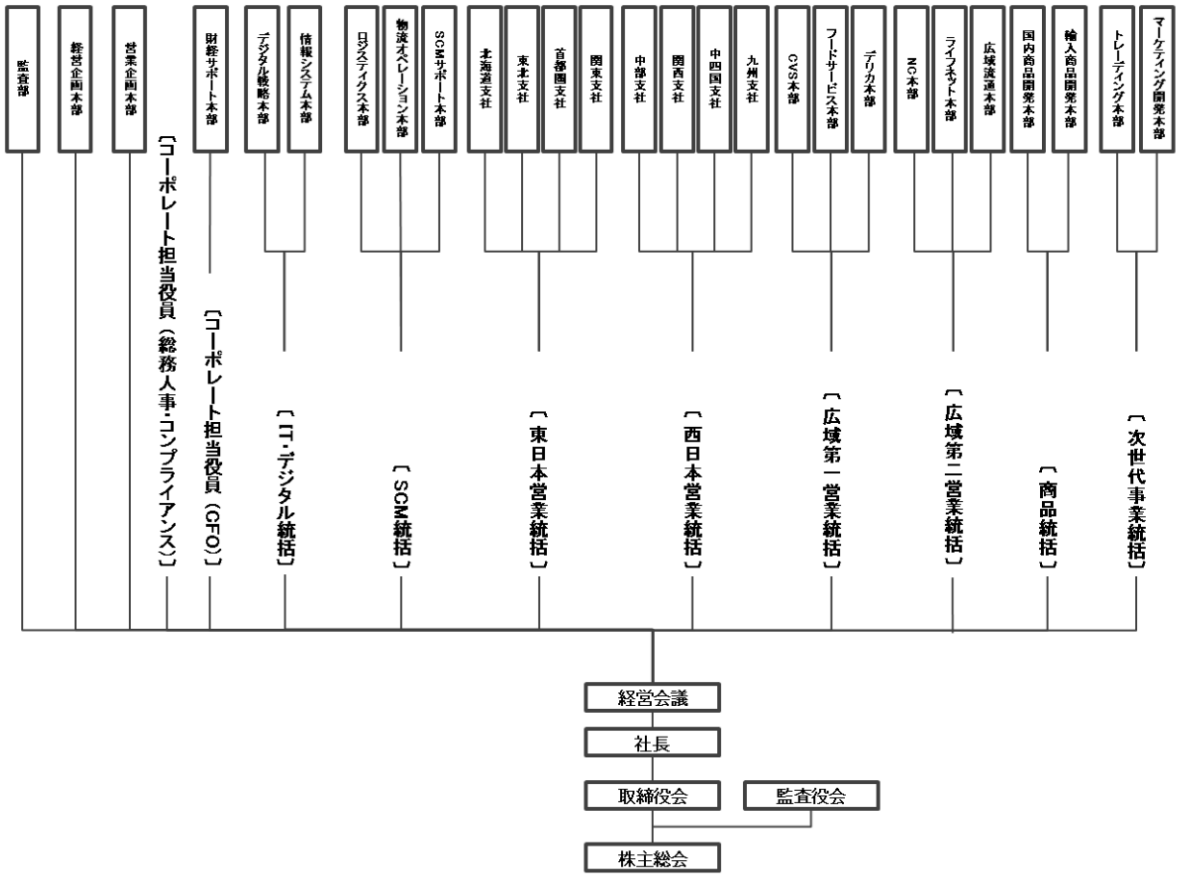 監査部
経営企画本部
営業企画本部
財経サポート本部
デジタル戦略本部
情報システム本部
ロジスティクス本部
物流オペレーション本部
SCMサポート本部
北海道支社
東北支社
首都圏支社
関東支社
中部支社
関西支社
中四国支社
九州支社
CVS本部
フードサービス本部
デリカ本部
NC本部
ライフネット本部
広域流通本部
国内商品開発本部
輸入商品開発本部
トレーディング本部
マーケティング開発本部
〔コーポレート担当役員(総務人事・コンプライアンス)〕
〔コーポレート担当役員(CFO)〕
〔IT・デジタル統括〕
〔SCM統括〕
〔東日本営業統括〕
〔西日本営業統括〕
〔広域第一営業統括〕
〔広域第二営業統括〕
〔商品統括〕
〔次世代事業統括〕
経営会議
社長
取締役会
監査役会
株主総会